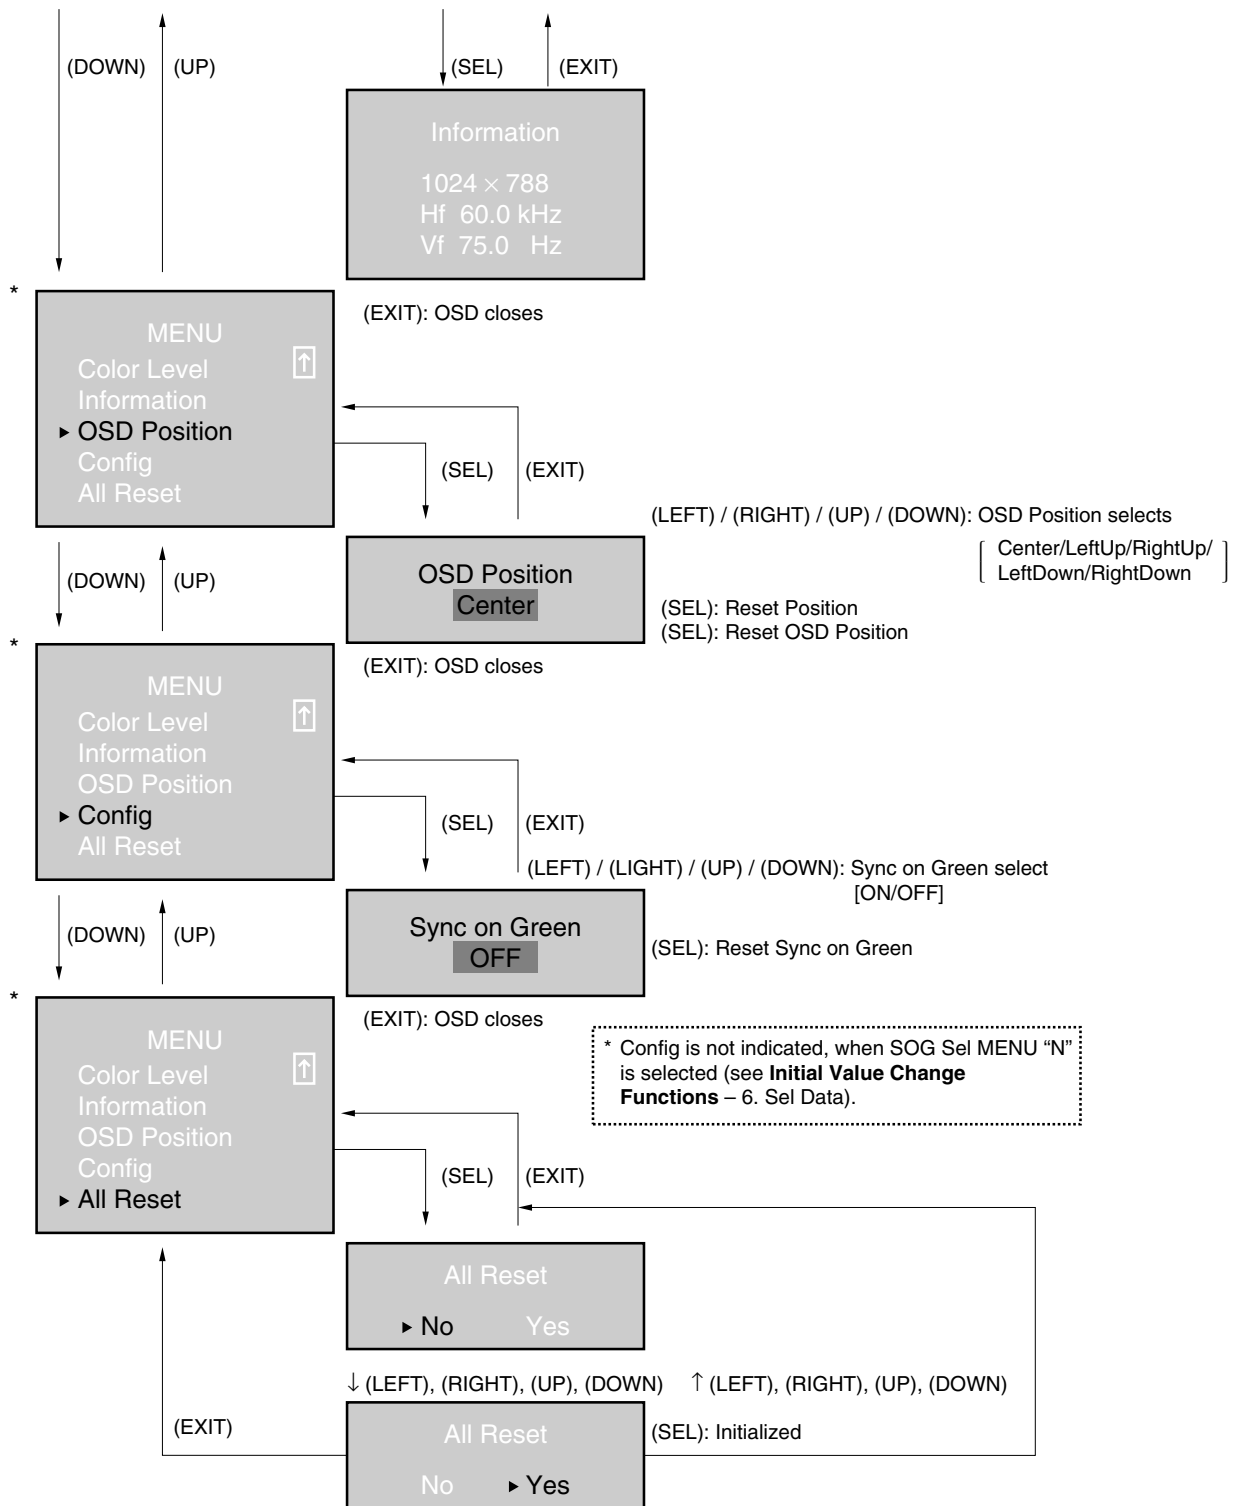 (DOWN) (UP) (SEL) (EXIT)
Information
1024 × 788
Hf 60.0 kHz
Vf 75.0 Hz
(EXIT): OSD closes
*
MENU
Color Level ↑
Information
▸ OSD Position
Config
All Reset
(SEL) (EXIT)
(LEFT) / (RIGHT) / (UP) / (DOWN): OSD Position selects
[ Center/LeftUp/RightUp/
LeftDown/RightDown ]
OSD Position
Center
(SEL): Reset Position
(SEL): Reset OSD Position
(EXIT): OSD closes
(DOWN) (UP)
*
MENU
Color Level ↑
Information
OSD Position
▸ Config
All Reset
(SEL) (EXIT)
(LEFT) / (LIGHT) / (UP) / (DOWN): Sync on Green select
[ON/OFF]
Sync on Green
OFF
(SEL): Reset Sync on Green
(EXIT): OSD closes
(DOWN) (UP)
*
MENU
Color Level ↑
Information
OSD Position
Config
▸ All Reset
* Config is not indicated, when SOG Sel MENU “N”
is selected (see Initial Value Change
Functions – 6. Sel Data).
(SEL) (EXIT)
All Reset
▸ No Yes
↓ (LEFT), (RIGHT), (UP), (DOWN) ↑ (LEFT), (RIGHT), (UP), (DOWN)
(EXIT)
All Reset
No ▸ Yes
(SEL): Initialized